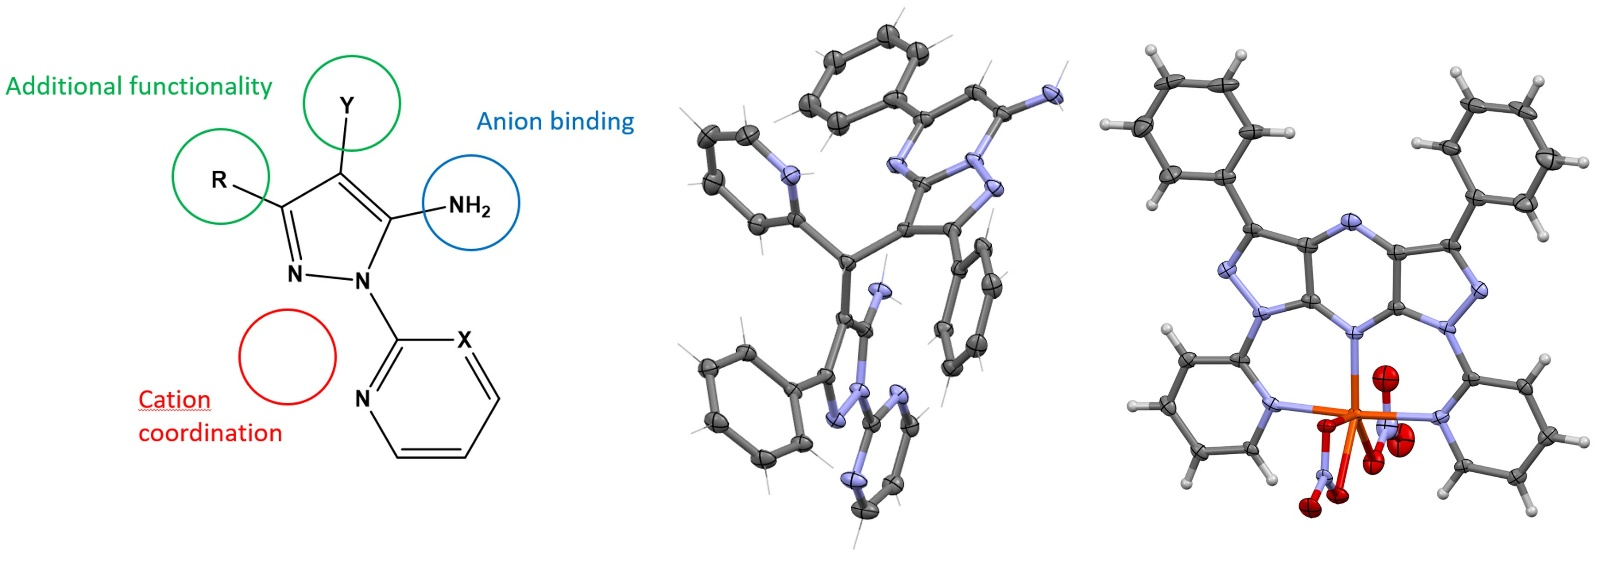 Additional functionality
Y
Anion binding
R
NH2
N
N
X
N
Cation
coordination